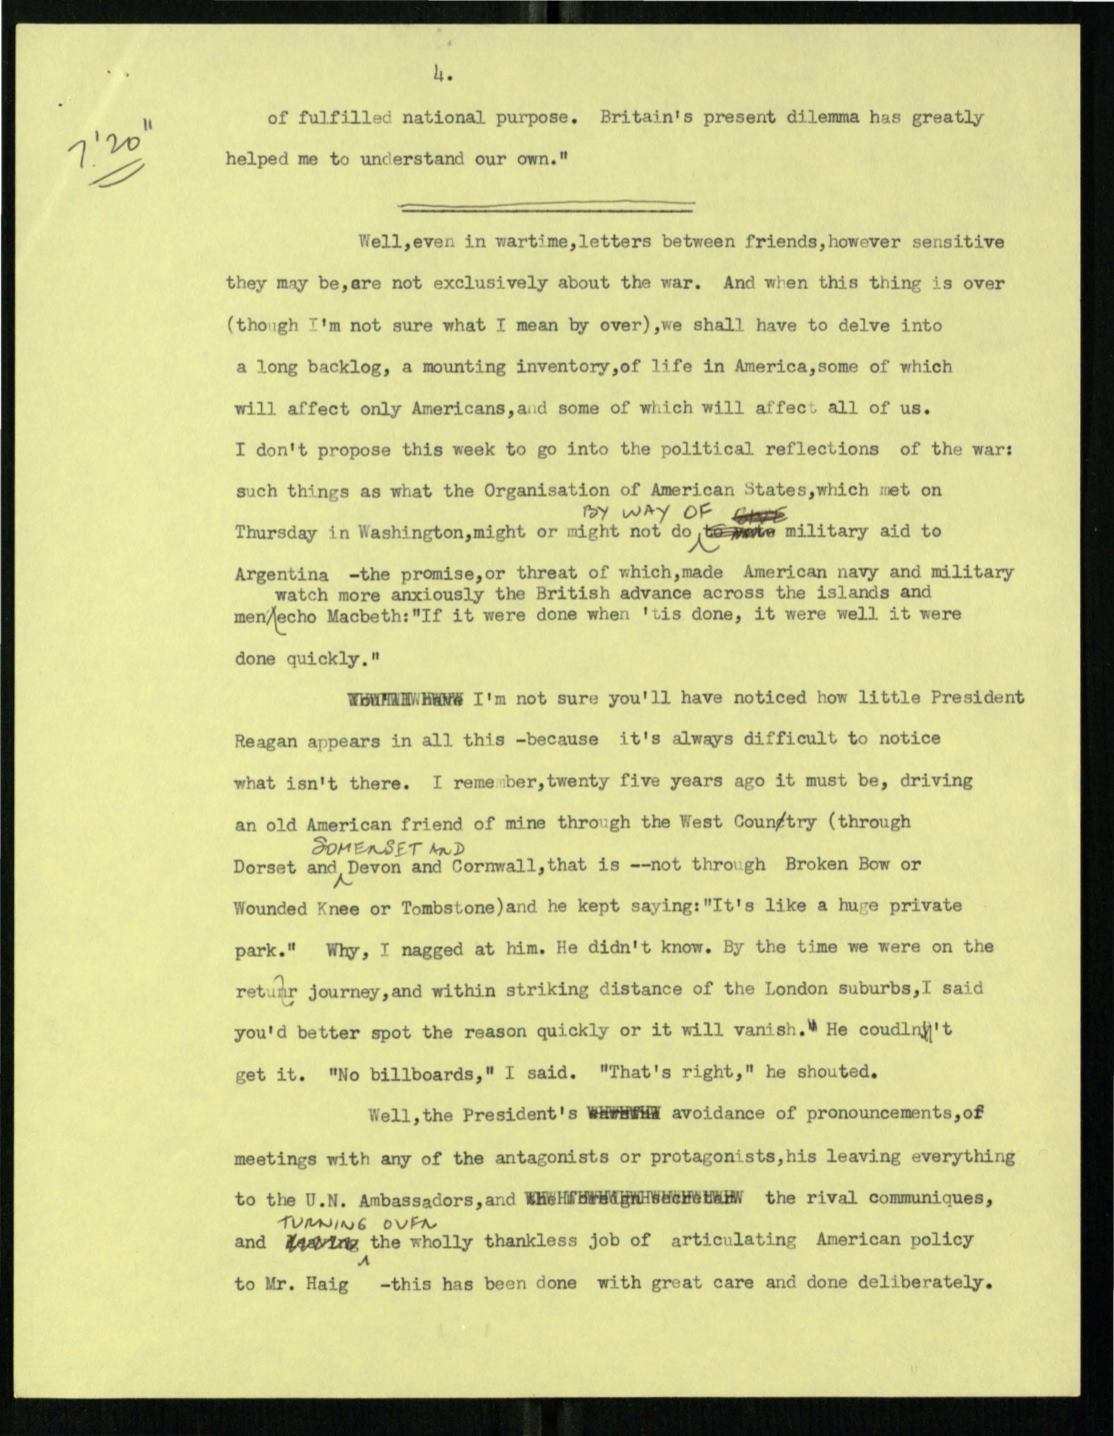 4.
7'20"
of fulfilled national purpose.  Britain's present dilemma has greatly
helped me to understand our own."
Well,even in wartime,letters between friends,however sensitive
they may be,are not exclusively about the war.  And when this thing is over
(though I'm not sure what I mean by over),we shall have to delve into
a long backlog, a mounting inventory,of life in America,some of which
will affect only Americans,and some of which will affect all of us.
I don't propose this week to go into the political reflections  of the war:
such things as what the Organisation of American States,which met on
BY WAY OF GIVE
Thursday in Washington,might or might not do to vote military aid to
Argentina  -the promise,or threat of which,made  American navy and military
watch more anxiously the British advance across the islands and
men/echo Macbeth:"If it were done when 'tis done, it were well it were
done quickly."
I'm not sure you'll have noticed how little President
Reagan appears in all this -because  it's always difficult to notice
what isn't there.  I remember,twenty five years ago it must be, driving
an old American friend of mine through the West Coun/try (through
SOMERSET AND
Dorset and Devon and Cornwall,that is --not through  Broken Bow or
Wounded Knee or Tombstone)and he kept saying:"It's like a huge private
park."   Why, I nagged at him. He didn't know. By the time we were on the
retunr journey,and within striking distance of the London suburbs,I said
you'd better spot the reason quickly or it will vanish." He coudln't
get it.  "No billboards," I said.  "That's right," he shouted.
Well,the President's avoidance of pronouncements,of
meetings with any of the antagonists or protagonists,his leaving everything
to the U.N. Ambassadors,and the rival communiques,
TURNING OVER
and leaving the wholly thankless job of  articulating  American policy
to Mr. Haig   -this has been done  with great care and done deliberately.